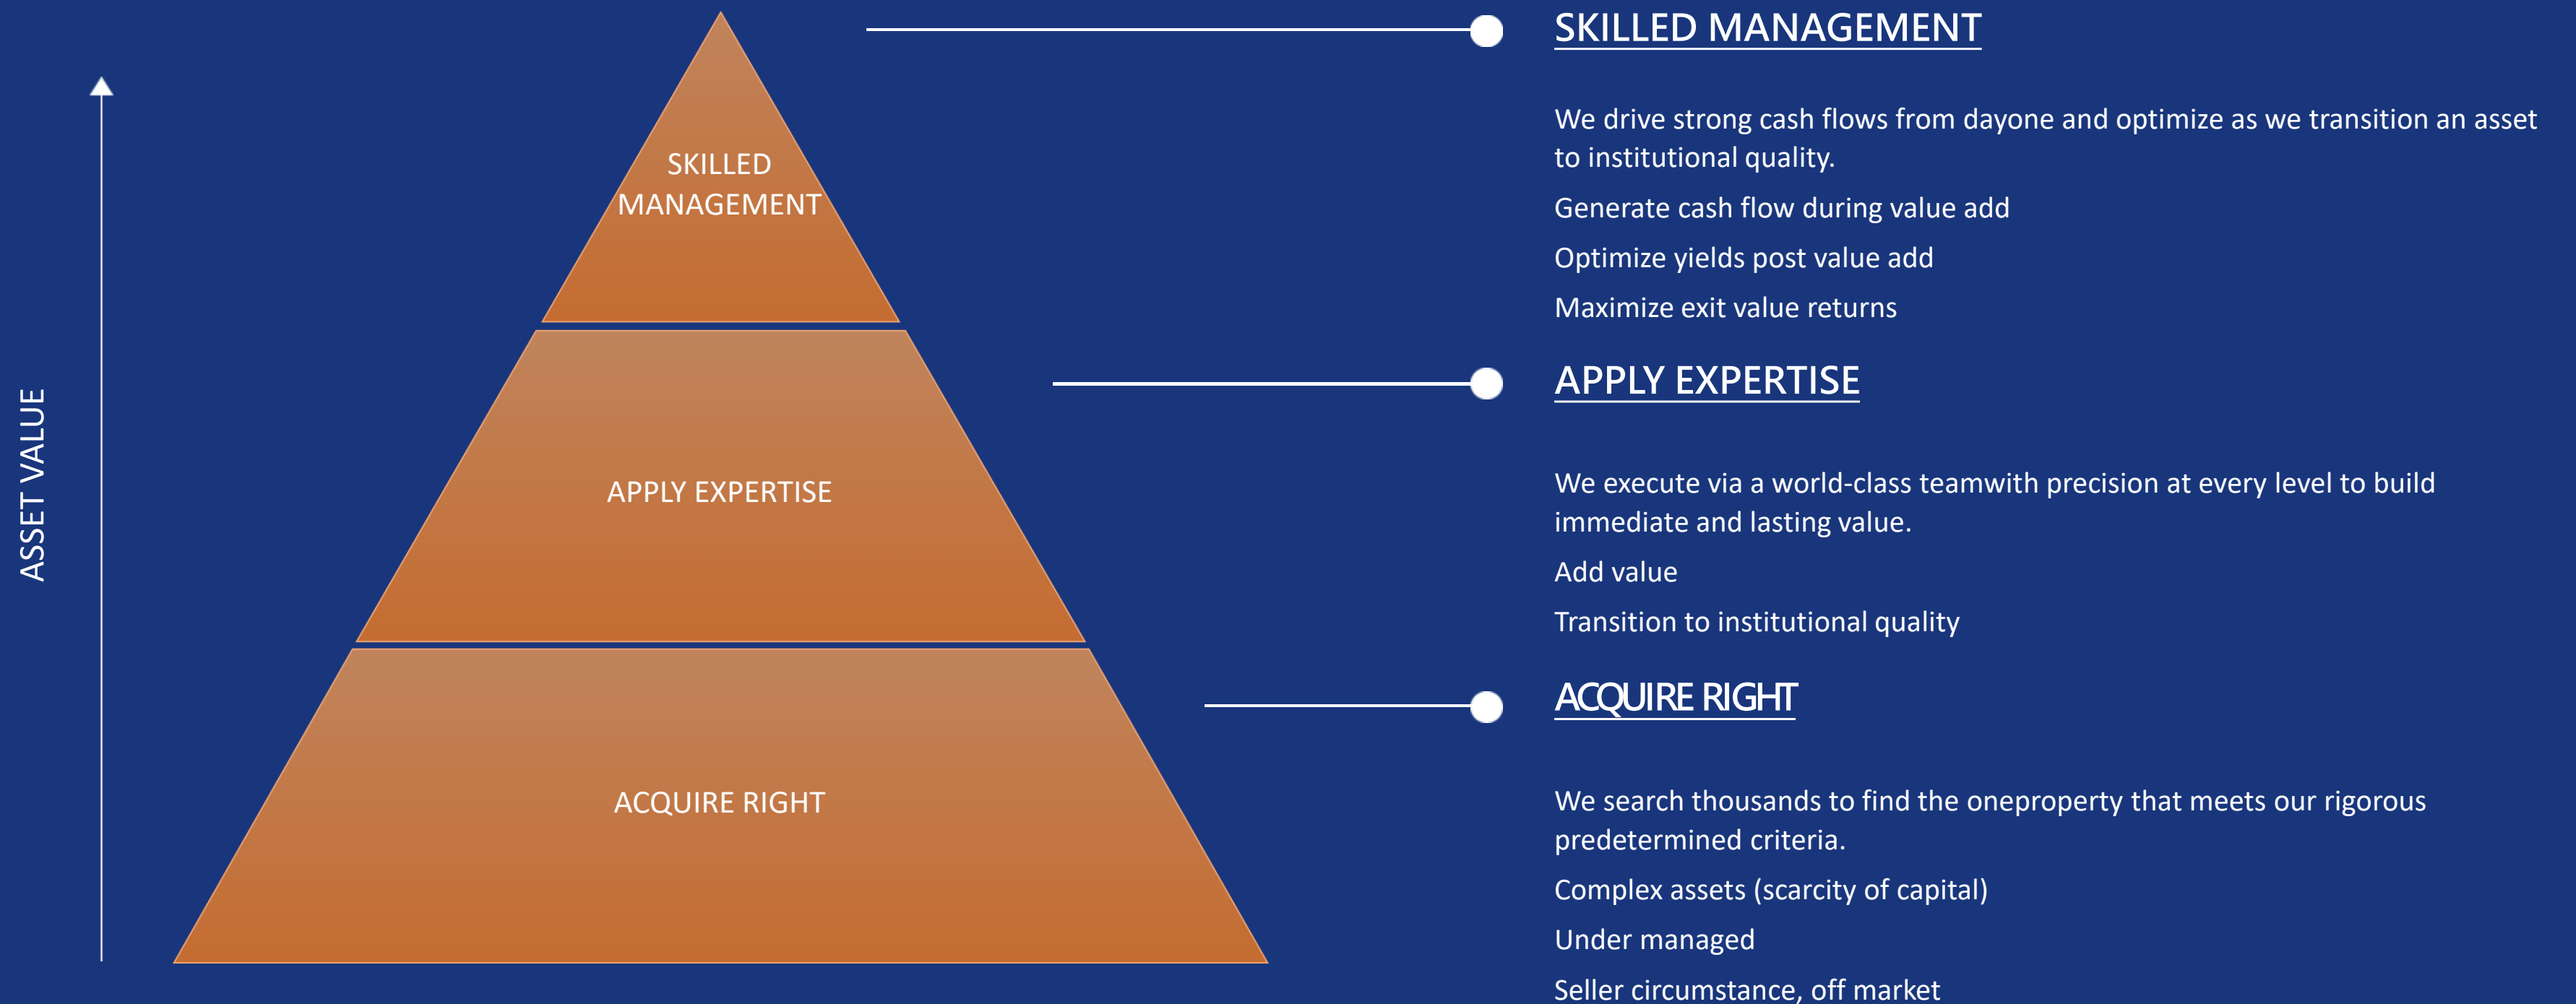 ASSET VALUE
SKILLED
MANAGEMENT
APPLY EXPERTISE
ACQUIRE RIGHT
SKILLED MANAGEMENT
We drive strong cash flows from dayone and optimize as we transition an asset
to institutional quality.
Generate cash flow during value add
Optimize yields post value add
Maximize exit value returns
APPLY EXPERTISE
We execute via a world-class teamwith precision at every level to build
immediate and lasting value.
Add value
Transition to institutional quality
ACQUIRE RIGHT
We search thousands to find the oneproperty that meets our rigorous
predetermined criteria.
Complex assets (scarcity of capital)
Under managed
Seller circumstance, off market